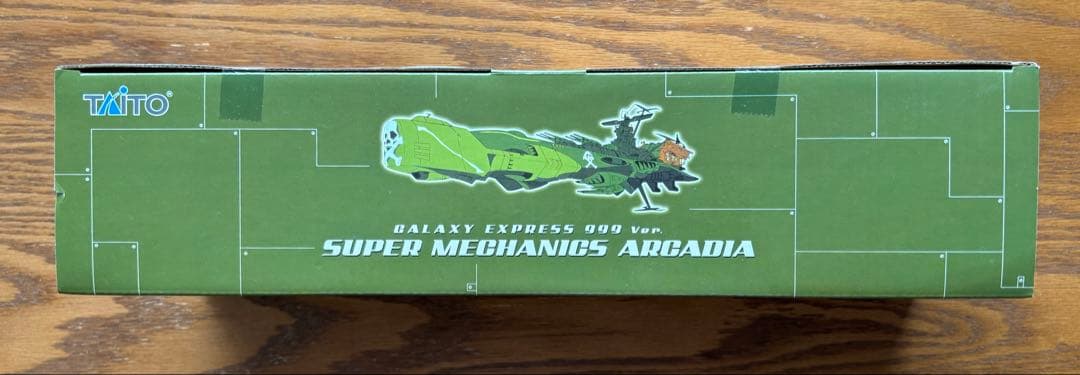 TAITO®
GALAXY EXPRESS 999 Ver.
SUPER MECHANICS ARCADIA